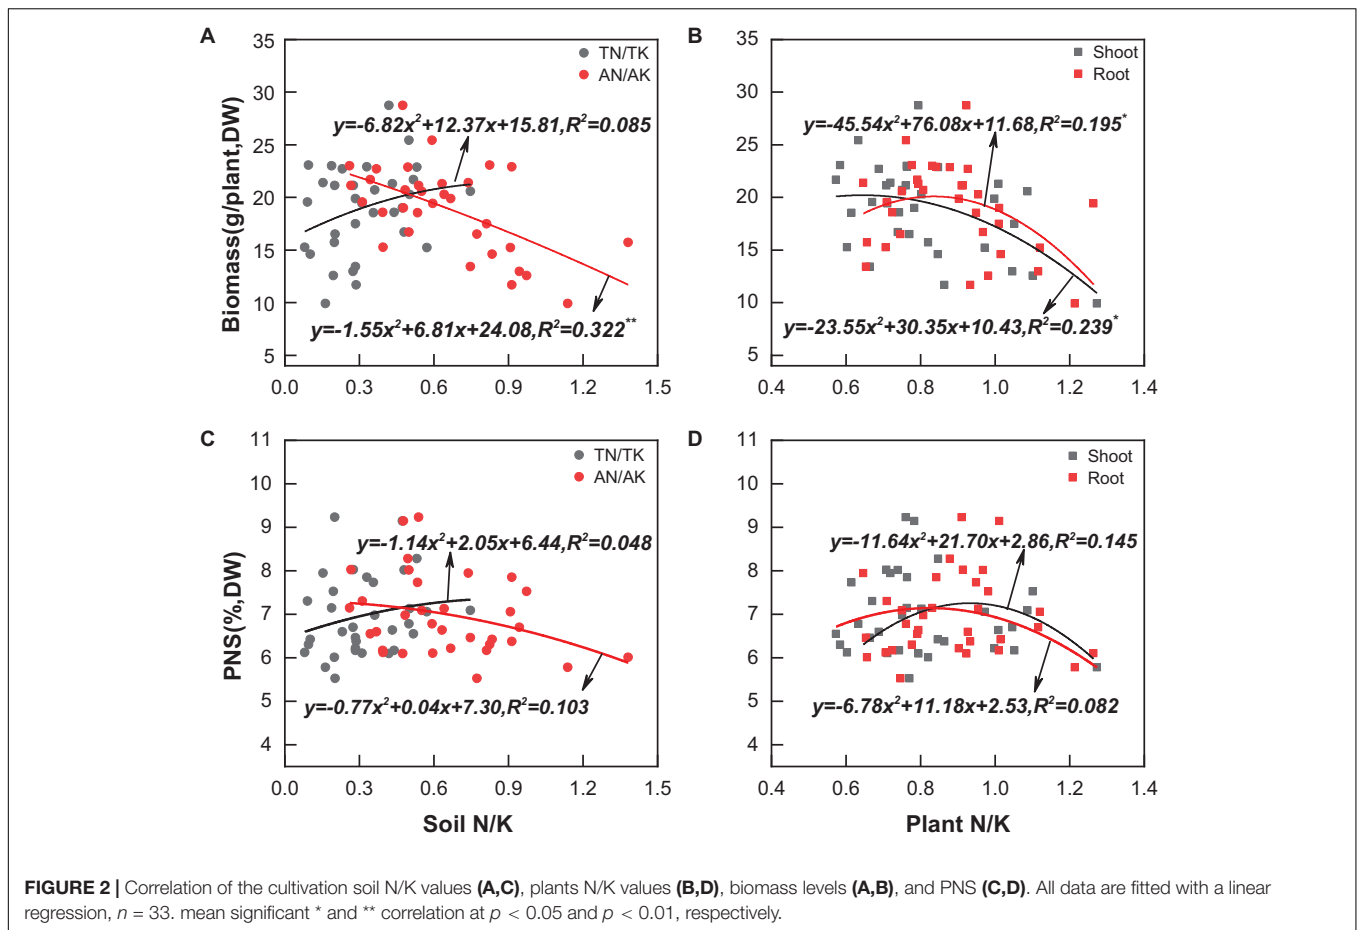 A
B
35
30
25
20
15
10
5
Biomass(g/plant,DW)
TN/TK
AN/AK
y=-6.82x²+12.37x+15.81,R²=0.085
y=-1.55x²+6.81x+24.08,R²=0.322**
0.0 0.3 0.6 0.9 1.2 1.5
35
30
25
20
15
10
5
Shoot
Root
y=-45.54x²+76.08x+11.68,R²=0.195*
y=-23.55x²+30.35x+10.43,R²=0.239*
0.4 0.6 0.8 1.0 1.2 1.4
C
D
11
10
9
8
7
6
5
4
PNS(%,DW)
TN/TK
AN/AK
y=-1.14x²+2.05x+6.44,R²=0.048
y=-0.77x²+0.04x+7.30,R²=0.103
0.0 0.3 0.6 0.9 1.2 1.5
Soil N/K
11
10
9
8
7
6
5
4
Shoot
Root
y=-11.64x²+21.70x+2.86,R²=0.145
y=-6.78x²+11.18x+2.53,R²=0.082
0.4 0.6 0.8 1.0 1.2 1.4
Plant N/K
FIGURE 2 | Correlation of the cultivation soil N/K values (A,C), plants N/K values (B,D), biomass levels (A,B), and PNS (C,D). All data are fitted with a linear
regression, n = 33. mean significant * and ** correlation at p < 0.05 and p < 0.01, respectively.